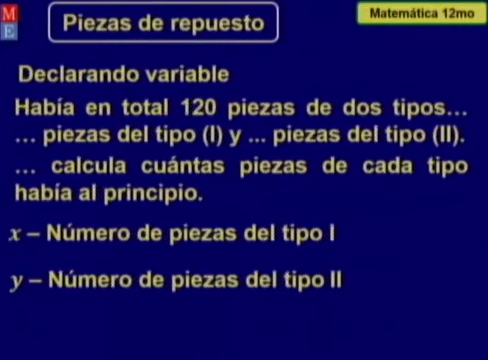 M
E
Piezas de repuesto
Matemática 12mo
Declarando variable
Había en total 120 piezas de dos tipos...
... piezas del tipo (I) y ... piezas del tipo (II).
... calcula cuántas piezas de cada tipo
había al principio.
x – Número de piezas del tipo I
y – Número de piezas del tipo II